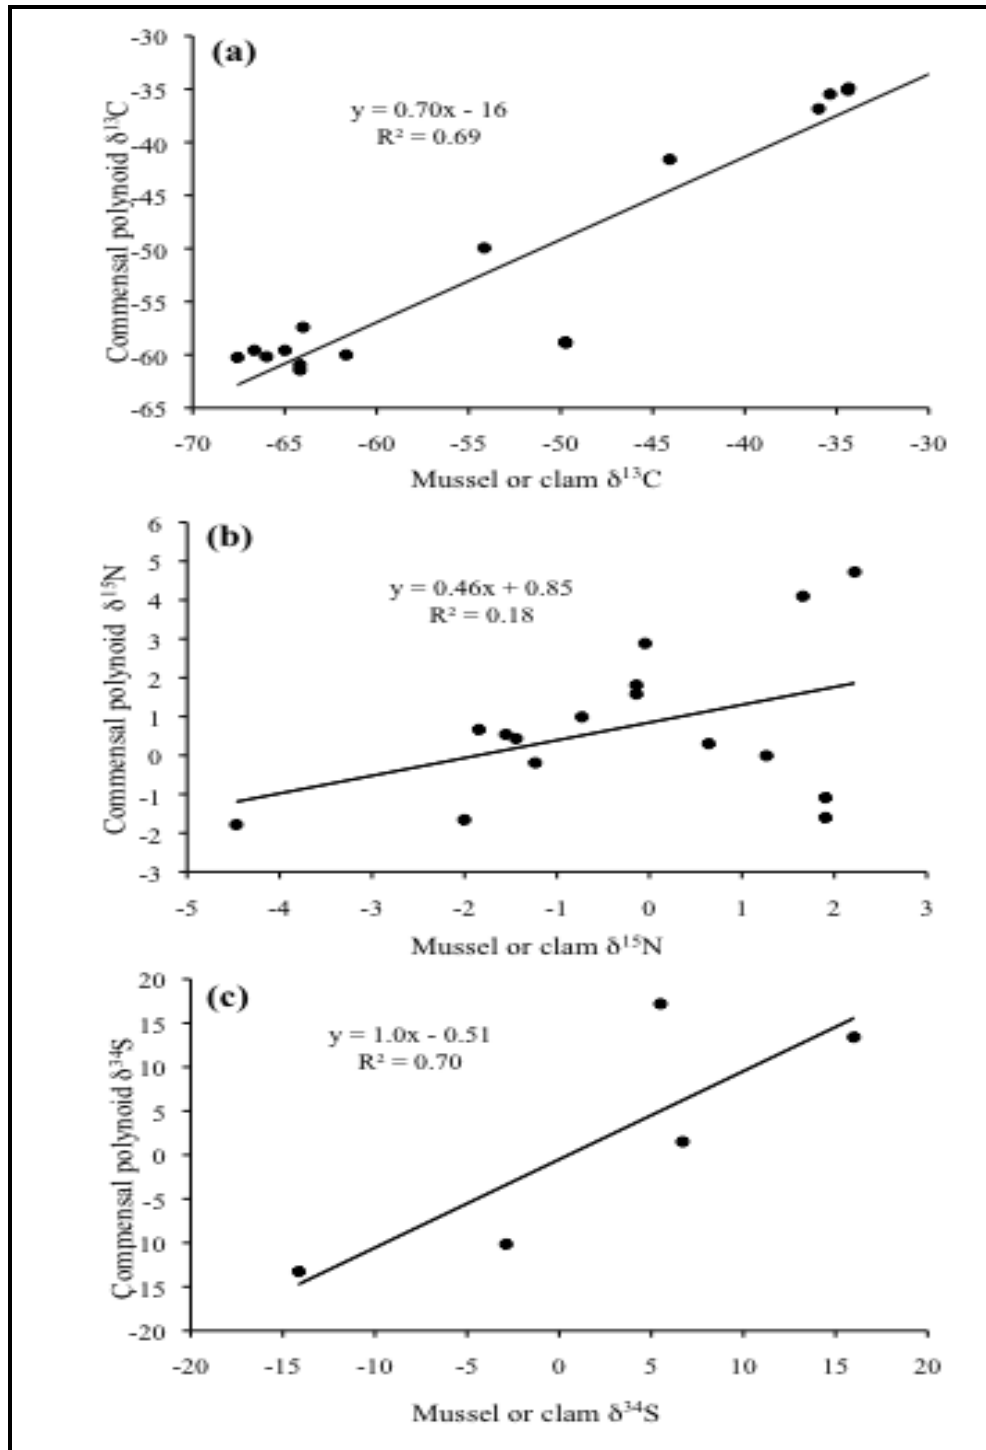 (a)
y = 0.70x - 16
R² = 0.69
Commensal polynoid δ¹³C
-30
-35
-40
-45
-50
-55
-60
-65
-70 -65 -60 -55 -50 -45 -40 -35 -30
Mussel or clam δ¹³C
(b)
y = 0.46x + 0.85
R² = 0.18
Commensal polynoid δ¹⁵N
6
5
4
3
2
1
0
-1
-2
-3
-5 -4 -3 -2 -1 0 1 2 3
Mussel or clam δ¹⁵N
(c)
y = 1.0x - 0.51
R² = 0.70
Commensal polynoid δ³⁴S
20
15
10
5
0
-5
10
-15
-20
-20 -15 -10 -5 0 5 10 15 20
Mussel or clam δ³⁴S